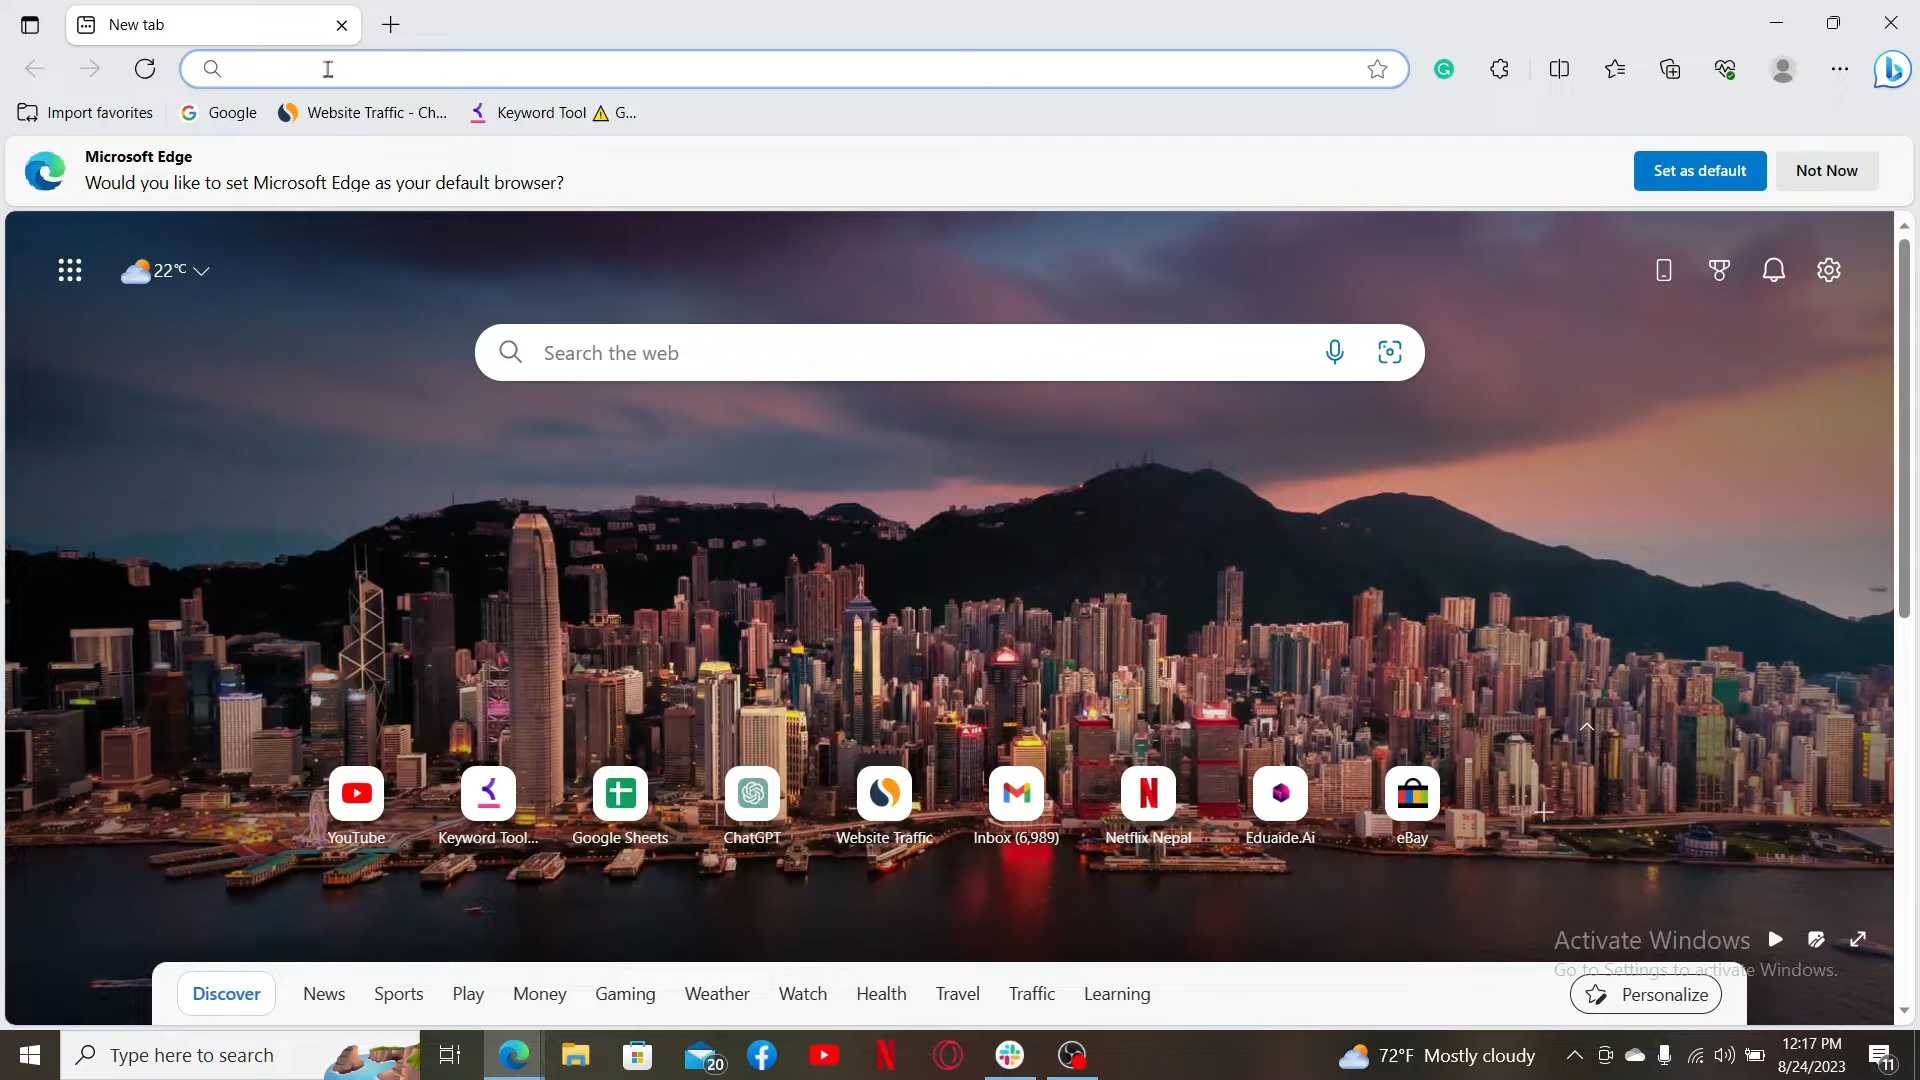 New tab
Import favorites
Google
Website Traffic - Ch...
Keyword Tool
G...
Microsoft Edge
Would you like to set Microsoft Edge as your default browser?
Set as default
Not Now
22°C
Search the web
YouTube
Keyword Tool...
Google Sheets
ChatGPT
Website Traffic
Inbox (6,989)
Netflix Nepal
Eduaide.Ai
eBay
Activate Windows
Go to Settings to activate Windows.
Discover
News
Sports
Play
Money
Gaming
Weather
Watch
Health
Travel
Traffic
Learning
Personalize
Type here to search
20
72°F Mostly cloudy
12:17 PM
8/24/2023
11